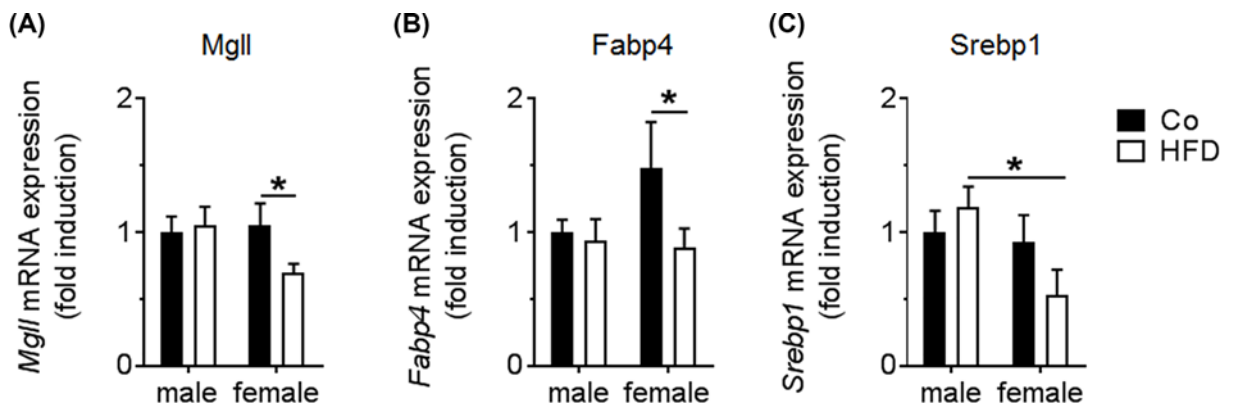 (A)
Mgll
Mgll mRNA expression
(fold induction)
2
1
0
*
male female
(B)
Fabp4
Fabp4 mRNA expression
(fold induction)
2
1
0
*
male female
(C)
Srebp1
Srebp1 mRNA expression
(fold induction)
2
1
0
*
male female
Co
HFD